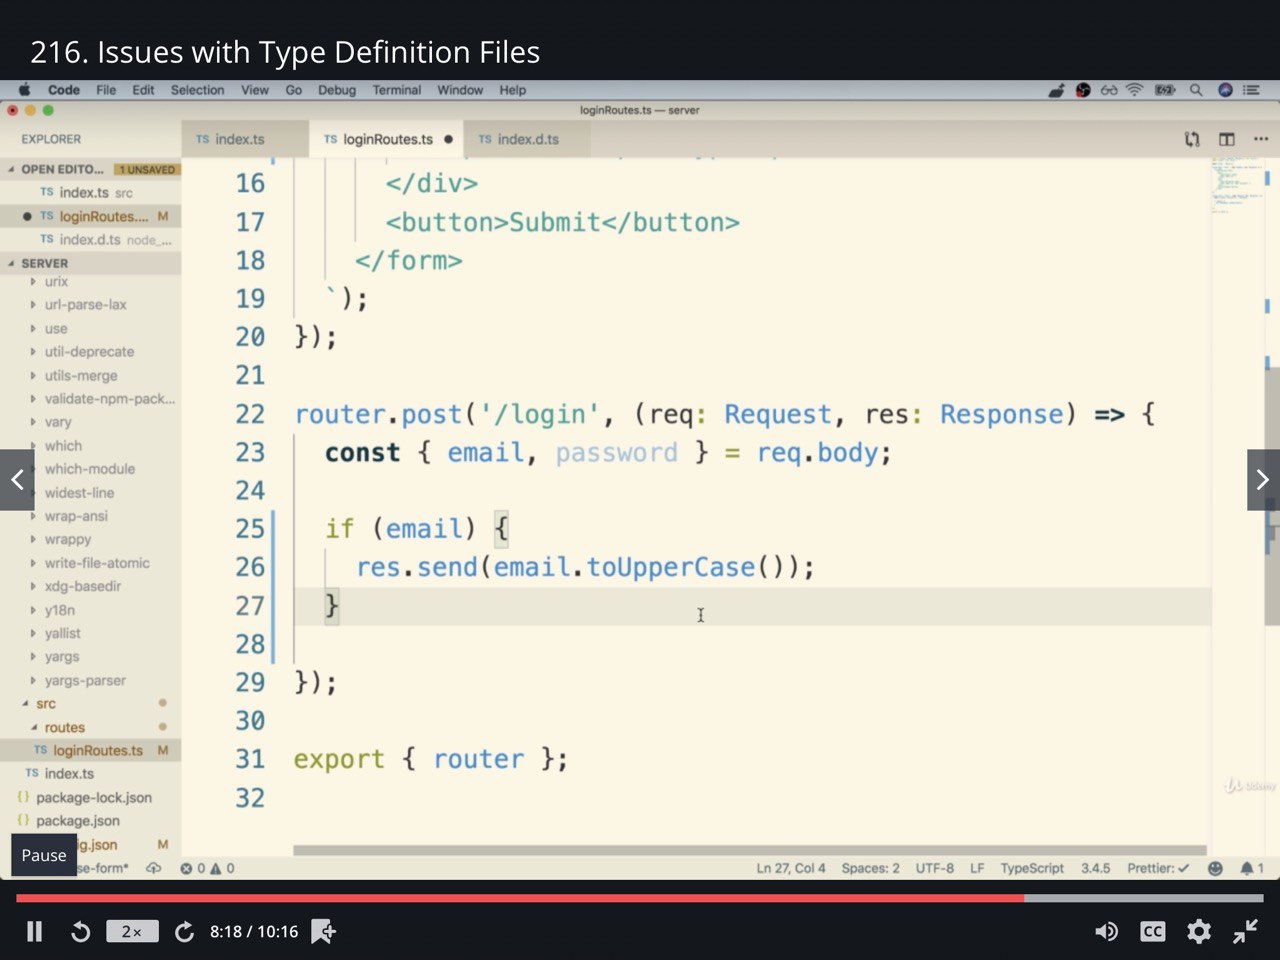 216. Issues with Type Definition Files
Code File Edit Selection View Go Debug Terminal Window Help
loginRoutes.ts — server
EXPLORER
TS index.ts TS loginRoutes.ts TS index.d.ts
OPEN EDITO... 1 UNSAVED
TS index.ts src
TS loginRoutes.... M
TS index.d.ts node_...
SERVER
urix
url-parse-lax
use
util-deprecate
utils-merge
validate-npm-pack...
vary
which
which-module
widest-line
wrap-ansi
wrappy
write-file-atomic
xdg-basedir
y18n
yallist
yargs
yargs-parser
src
routes
TS loginRoutes.ts M
TS index.ts
{} package-lock.json
{} package.json
ig.json M
16 </div>
17 <button>Submit</button>
18 </form>
19 `);
20 });
21
22 router.post('/login', (req: Request, res: Response) => {
23 const { email, password } = req.body;
24
25 if (email) {
26 res.send(email.toUpperCase());
27 }
28
29 });
30
31 export { router };
32
Udemy
Pause
se-form* 0 0 Ln 27, Col 4 Spaces: 2 UTF-8 LF TypeScript 3.4.5 Prettier: ✓ 1
2× 8:18 / 10:16 CC